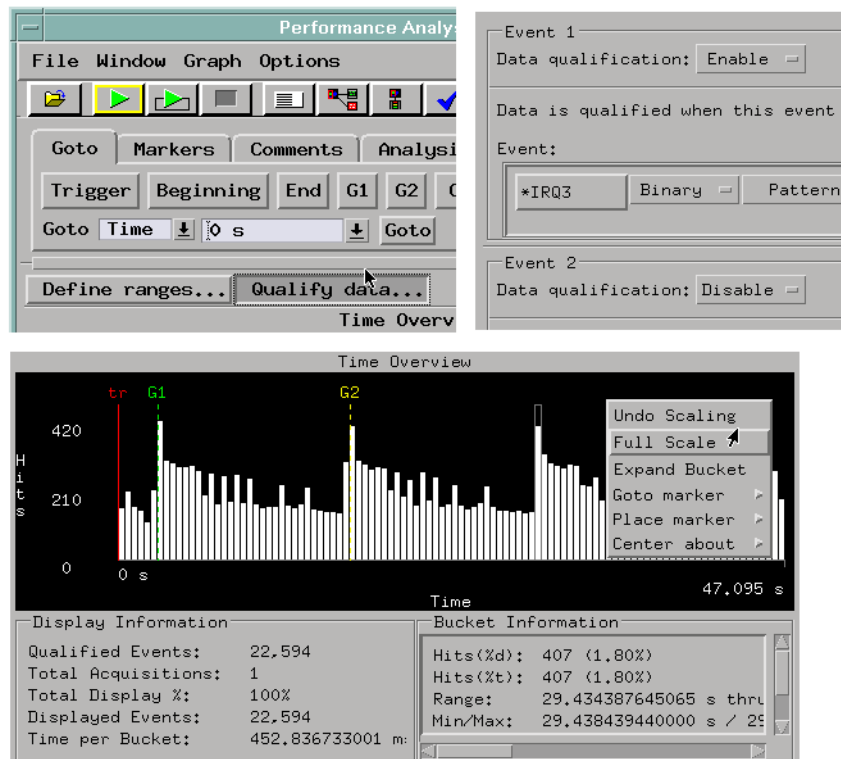 Performance Analy
File Window Graph Options
Goto Markers Comments Analysi
Trigger Beginning End G1 G2
Goto Time 0 s Goto
Define ranges... Qualify data...
Time Overv
Event 1
Data qualification: Enable
Data is qualified when this event
Event:
*IRQ3 Binary Pattern
Event 2
Data qualification: Disable
Time Overview
tr G1 G2
Hits
420
210
0
0 s
47.095 s
Time
Undo Scaling
Full Scale
Expand Bucket
Goto marker
Place marker
Center about
Display Information
Qualified Events: 22,594
Total Acquisitions: 1
Total Display %: 100%
Displayed Events: 22,594
Time per Bucket: 452.836733001 m
Bucket Information
Hits(%d): 407 (1.80%)
Hits(%t): 407 (1.80%)
Range: 29.434387645065 s thru
Min/Max: 29.438439440000 s / 29